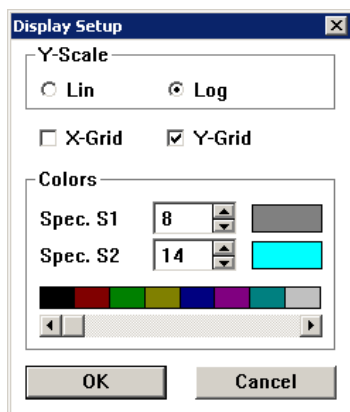 Display Setup
Y-Scale
Lin Log
X-Grid Y-Grid
Colors
Spec. S1 8
Spec. S2 14
OK Cancel